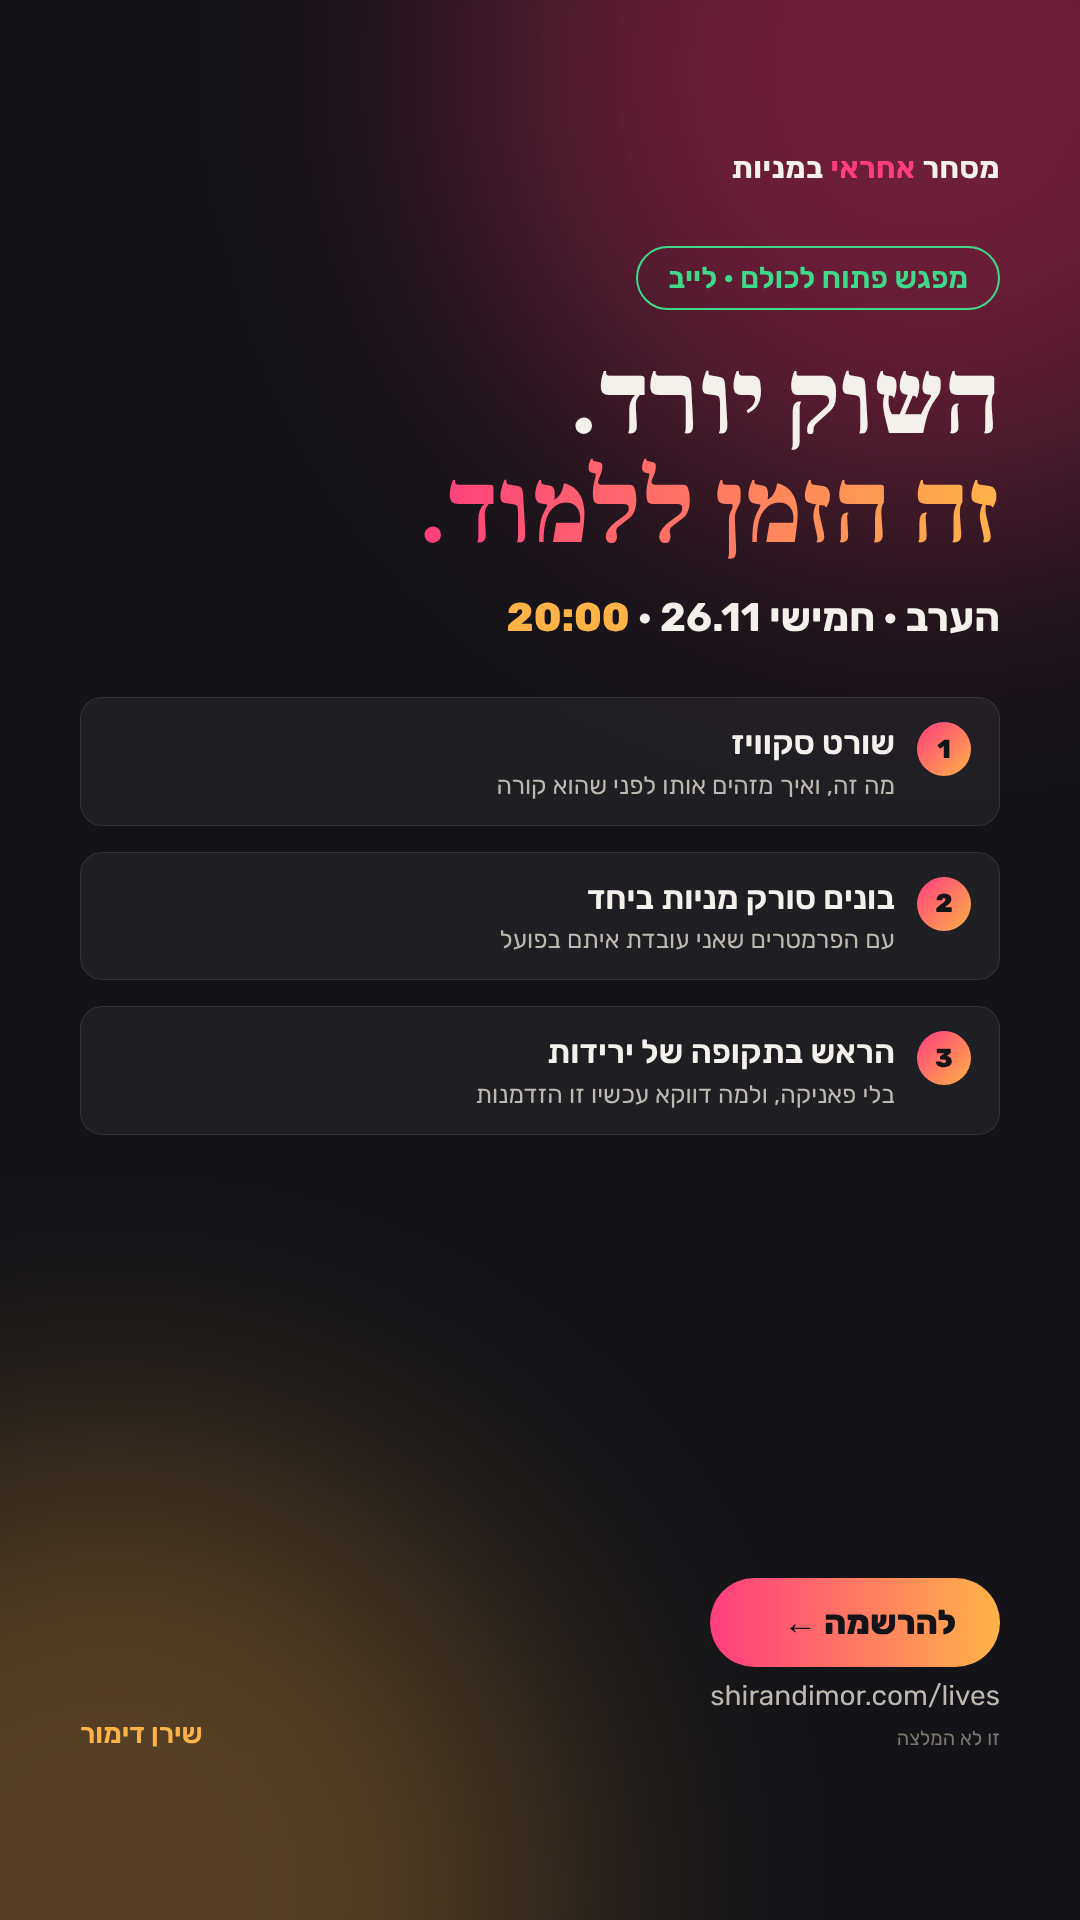 מסחר אחראי במניות
מפגש פתוח לכולם • לייב
השוק יורד.
זה הזמן ללמוד.
הערב • חמישי 26.11 • 20:00
1
שורט סקוויז
מה זה, ואיך מזהים אותו לפני שהוא קורה
2
בונים סורק מניות ביחד
עם הפרמטרים שאני עובדת איתם בפועל
3
הראש בתקופה של ירידות
בלי פאניקה, ולמה דווקא עכשיו זו הזדמנות
להרשמה ←
shirandimor.com/lives
זו לא המלצה
שירן דימור